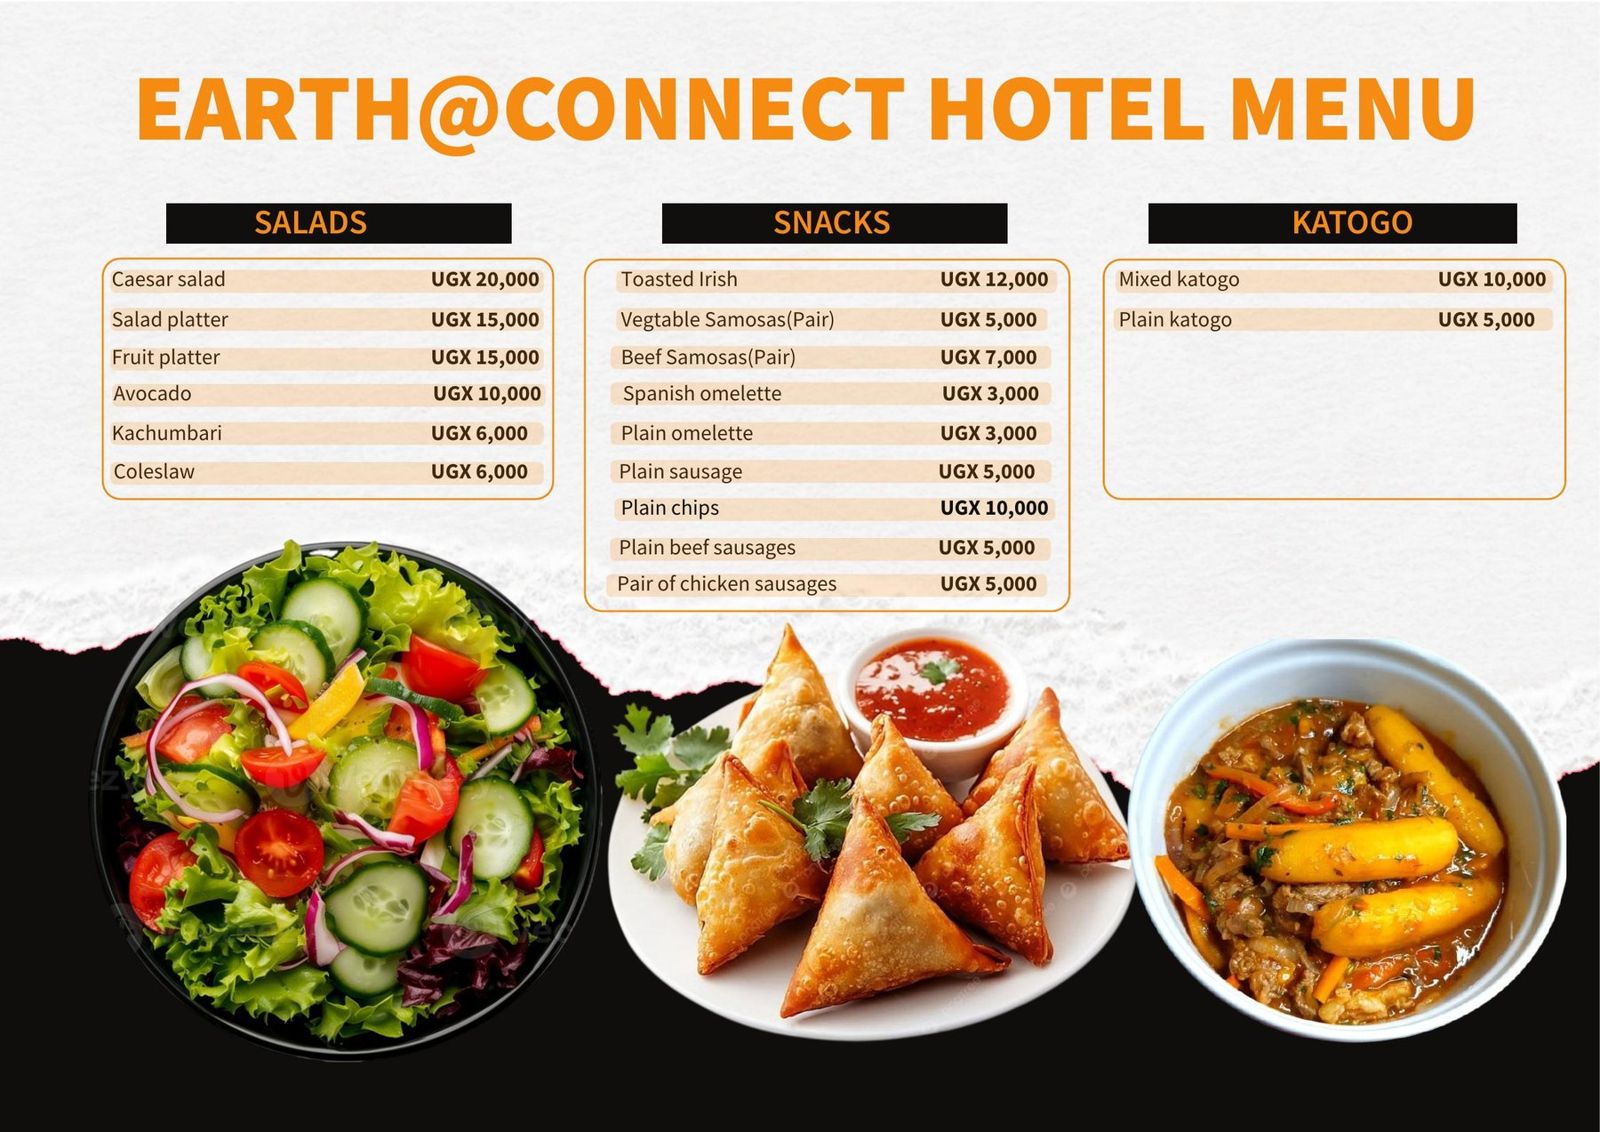 EARTH@CONNECT HOTEL MENU
SALADS
Caesar salad UGX 20,000
Salad platter UGX 15,000
Fruit platter UGX 15,000
Avocado UGX 10,000
Kachumbari UGX 6,000
Coleslaw UGX 6,000
SNACKS
Toasted Irish UGX 12,000
Vegtable Samosas(Pair) UGX 5,000
Beef Samosas(Pair) UGX 7,000
Spanish omelette UGX 3,000
Plain omelette UGX 3,000
Plain sausage UGX 5,000
Plain chips UGX 10,000
Plain beef sausages UGX 5,000
Pair of chicken sausages UGX 5,000
KATOGO
Mixed katogo UGX 10,000
Plain katogo UGX 5,000